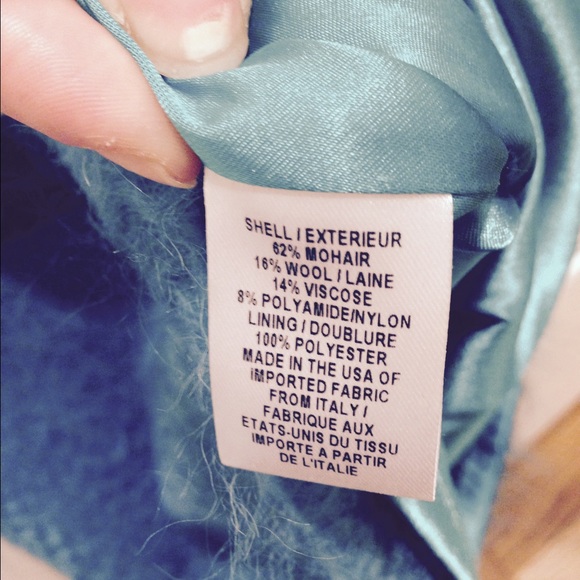 SHELL / EXTERIEUR
62% MOHAIR
16% WOOL / LAINE
14% VISCOSE
8% POLYAMIDE/NYLON
LINING / DOUBLURE
100% POLYESTER
MADE IN THE USA OF
IMPORTED FABRIC
FROM ITALY /
FABRIQUE AUX
ETATS-UNIS DU TISSU
IMPORTE A PARTIR
DE L'ITALIE